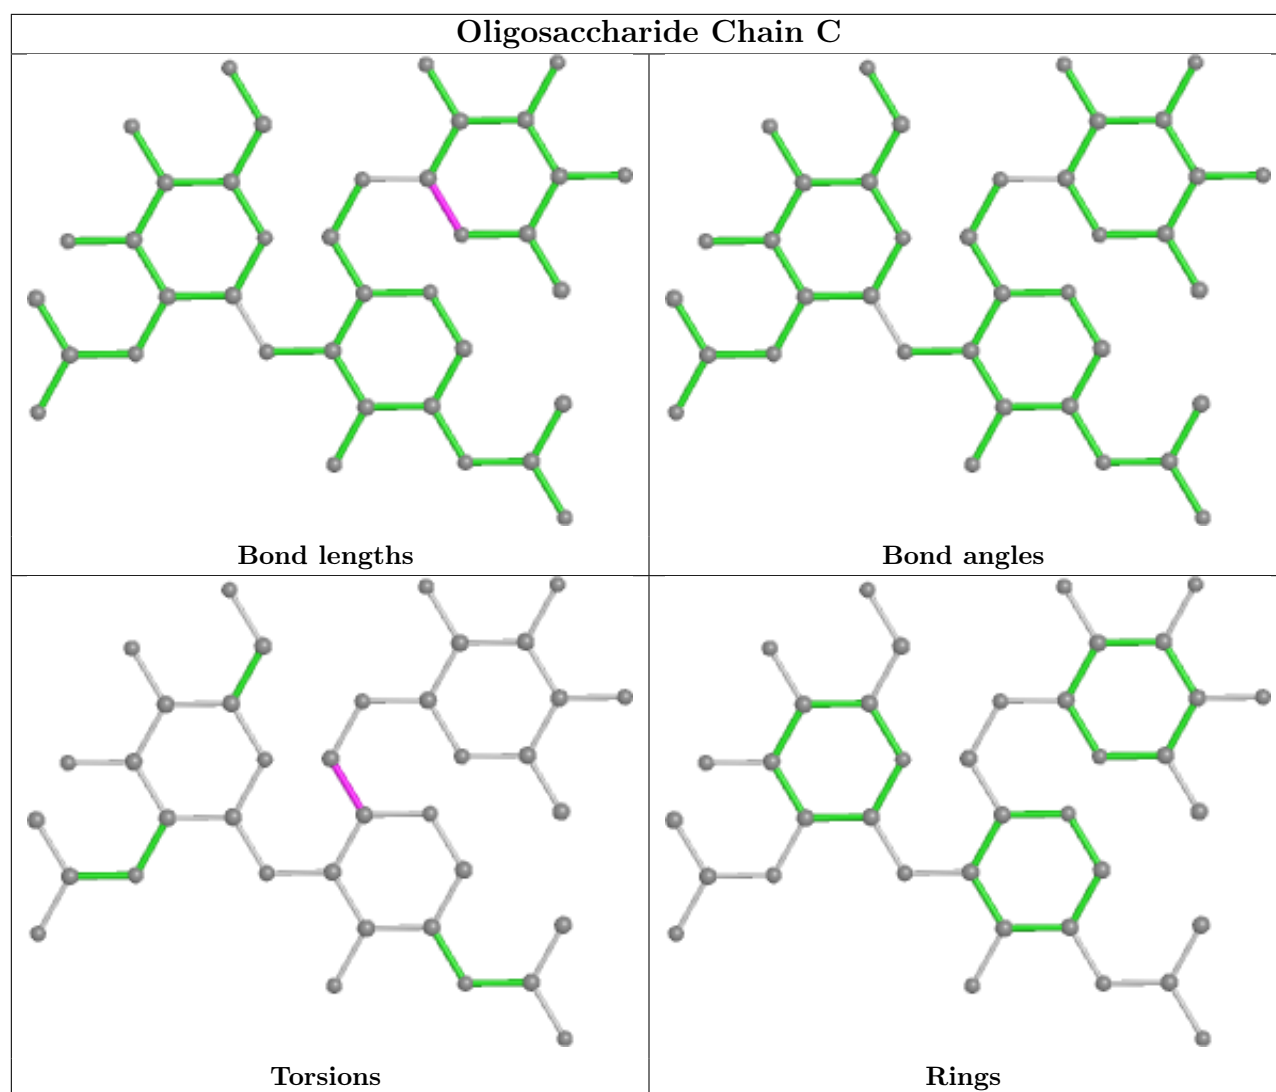 Oligosaccharide Chain C
Bond lengths
Bond angles
Torsions
Rings